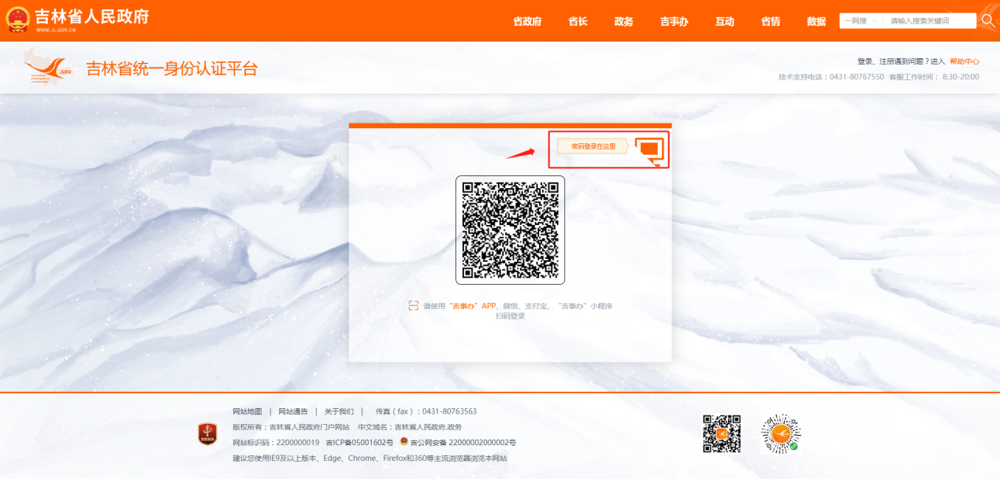 吉林省人民政府
WWW.JL.GOV.CN
省政府 省长 政务 吉事办 互动 省情 数据 一网搜 请输入搜索关键词
.GOV
吉林省统一身份认证平台
登录、注册遇到问题？进入 帮助中心
技术支持电话：0431-80767550 客服工作时间： 8:30-20:00
密码登录在这里
请使用“吉事办”APP、微信、支付宝、“吉事办”小程序
扫码登录
网站地图 | 网站通告 | 关于我们 | 传真（fax）：0431-80763563
版权所有：吉林省人民政府门户网站 中文域名：吉林省人民政府.政务
网站标识码：2200000019 吉ICP备05001602号 吉公网安备 22000002000002号
建议您使用IE9及以上版本、Edge、Chrome、Firefox和360等主流浏览器浏览本网站